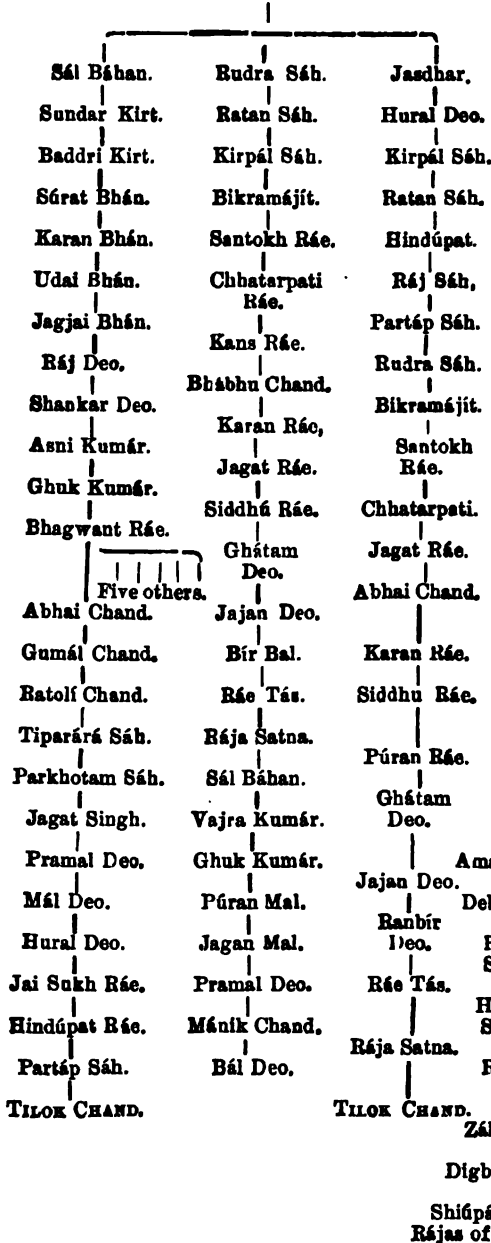 Sál Báhan.
Sundar Kirt.
Baddri Kirt.
Súrat Bhán.
Karan Bhán.
Udai Bhán.
Jagjai Bhán.
Ráj Deo.
Shankar Deo.
Asni Kumár.
Ghuk Kumár.
Bhagwant Ráe.
Five others.
Abhai Chand.
Gumál Chand.
Ratolí Chand.
Tiparárá Sáh.
Parkhotam Sáh.
Jagat Singh.
Pramal Deo.
Mál Deo.
Hural Deo.
Jai Sukh Ráe.
Hindúpat Ráe.
Partáp Sáh.
TILOK CHAND.
Rudra Sáh.
Ratan Sáh.
Kirpál Sáh.
Bikramájít.
Santokh Ráe.
Chhatarpati
Ráe.
Kans Ráe.
Bhábhu Chand.
Karan Ráe,
Jagat Ráe.
Siddhú Ráe.
Ghátam
Deo.
Jajan Deo.
Bír Bal.
Ráe Tás.
Rája Satna.
Sál Báhan.
Vajra Kumár.
Ghuk Kumár.
Púran Mal.
Jagan Mal.
Pramal Deo.
Mánik Chand.
Bál Deo.
Jasdhar.
Hural Deo.
Kirpál Sáh.
Ratan Sáh.
Hindúpat.
Ráj Sáh,
Partáp Sáh.
Rudra Sáh.
Bikramájít.
Santokh
Ráe.
Chhatarpati.
Jagat Ráe.
Abhai Chand.
Karan Ráe.
Siddhu Ráe.
Púran Ráe.
Ghátam
Deo.
Jajan Deo.
Ranbír
Deo.
Ráe Tás.
Rája Satna.
TILOK CHAND.
Ama
Digb
Shiúpá
Rájas of